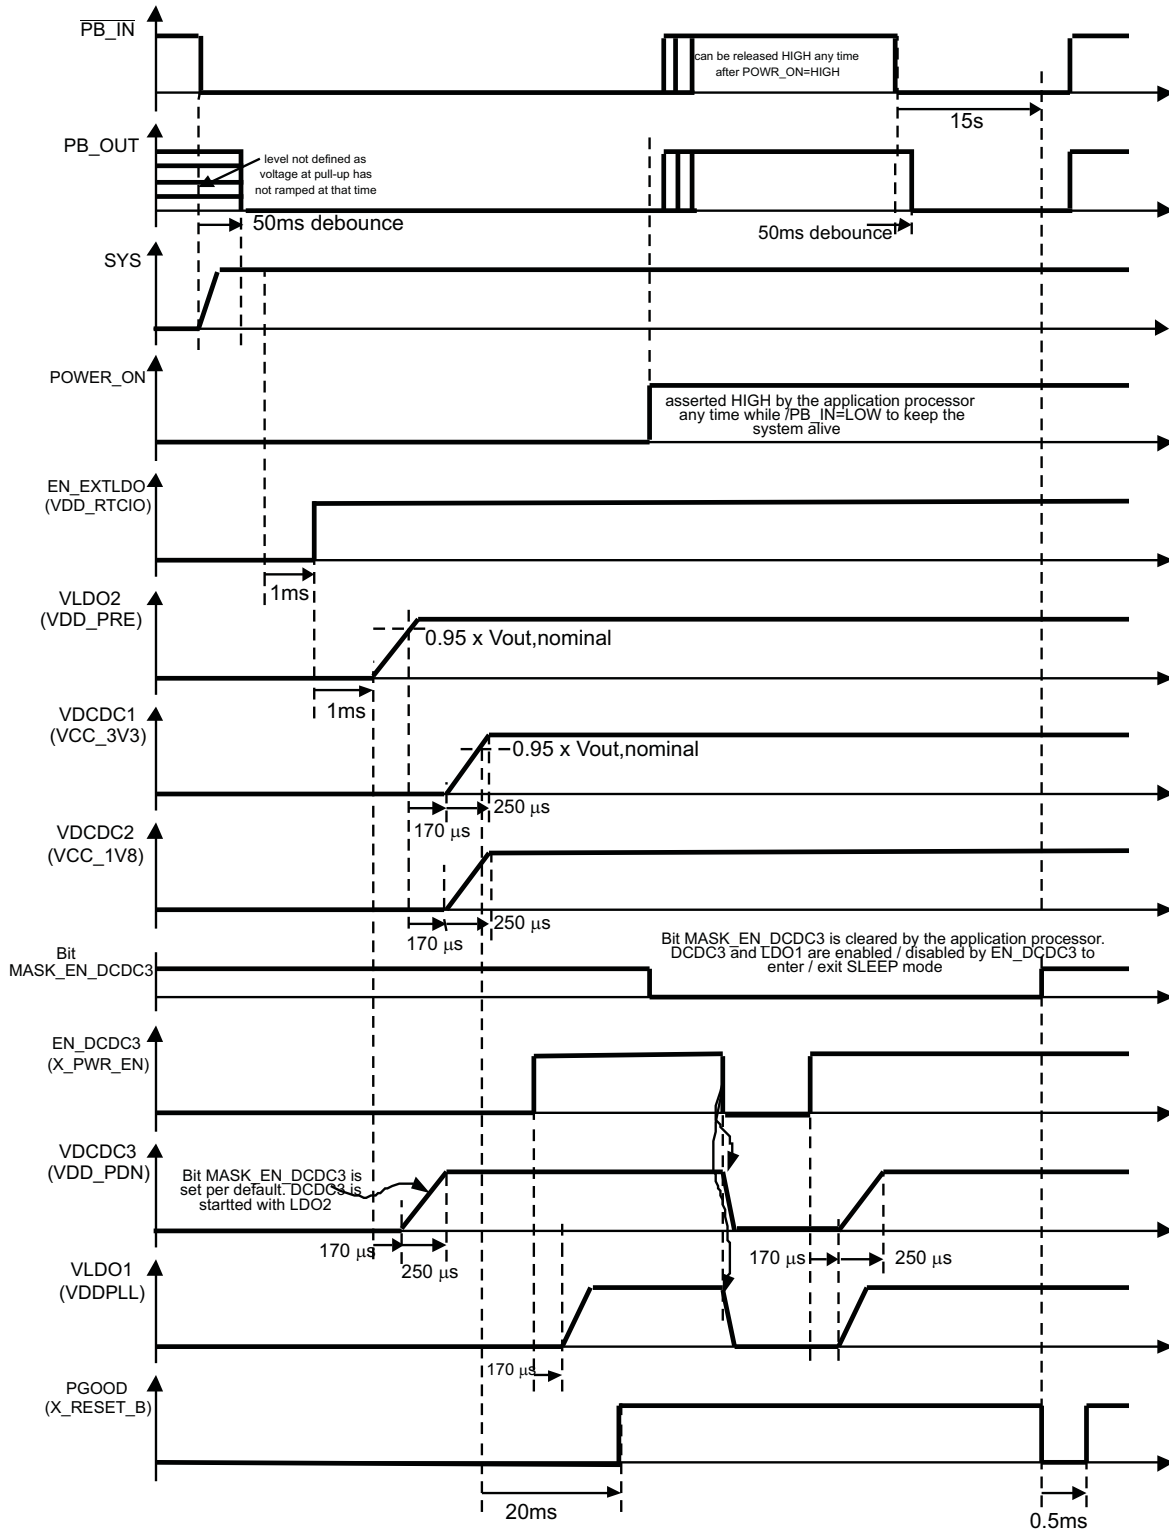 PB_IN
can be released HIGH any time
after POWR_ON=HIGH
15s
PB_OUT
level not defined as
voltage at pull-up has
not ramped at that time
50ms debounce
50ms debounce
SYS
POWER_ON
asserted HIGH by the application processor
any time while /PB_IN=LOW to keep the
system alive
EN_EXTLDO
(VDD_RTCIO)
1ms
VLDO2
(VDD_PRE)
0.95 x Vout,nominal
1ms
VDCDC1
(VCC_3V3)
0.95 x Vout,nominal
250 μs
170 μs
VDCDC2
(VCC_1V8)
250 μs
170 μs
Bit
MASK_EN_DCDC3
Bit MASK_EN_DCDC3 is cleared by the application processor.
DCDC3 and LDO1 are enabled / disabled by EN_DCDC3 to
enter / exit SLEEP mode
EN_DCDC3
(X_PWR_EN)
VDCDC3
(VDD_PDN)
Bit MASK_EN_DCDC3 is
set per default. DCDC3 is
startted with LDO2
170 μs
250 μs
170 μs
250 μs
VLDO1
(VDDPLL)
170 μs
PGOOD
(X_RESET_B)
20ms
0.5ms